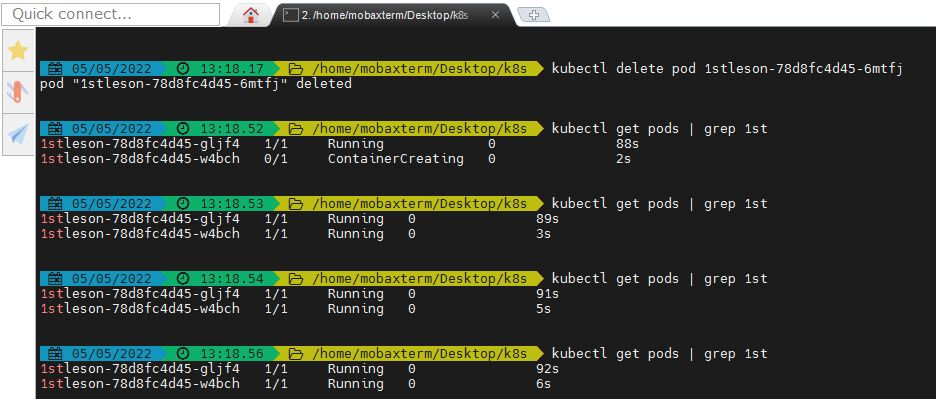 Quick connect...
2. /home/mobaxterm/Desktop/k8s
05/05/2022 13:18.17 /home/mobaxterm/Desktop/k8s kubectl delete pod 1stleson-78d8fc4d45-6mtfj
pod "1stleson-78d8fc4d45-6mtfj" deleted
05/05/2022 13:18.52 /home/mobaxterm/Desktop/k8s kubectl get pods | grep 1st
1stleson-78d8fc4d45-gljf4 1/1 Running 0 88s
1stleson-78d8fc4d45-w4bch 0/1 ContainerCreating 0 2s
05/05/2022 13:18.53 /home/mobaxterm/Desktop/k8s kubectl get pods | grep 1st
1stleson-78d8fc4d45-gljf4 1/1 Running 0 89s
1stleson-78d8fc4d45-w4bch 1/1 Running 0 3s
05/05/2022 13:18.54 /home/mobaxterm/Desktop/k8s kubectl get pods | grep 1st
1stleson-78d8fc4d45-gljf4 1/1 Running 0 91s
1stleson-78d8fc4d45-w4bch 1/1 Running 0 5s
05/05/2022 13:18.56 /home/mobaxterm/Desktop/k8s kubectl get pods | grep 1st
1stleson-78d8fc4d45-gljf4 1/1 Running 0 92s
1stleson-78d8fc4d45-w4bch 1/1 Running 0 6s